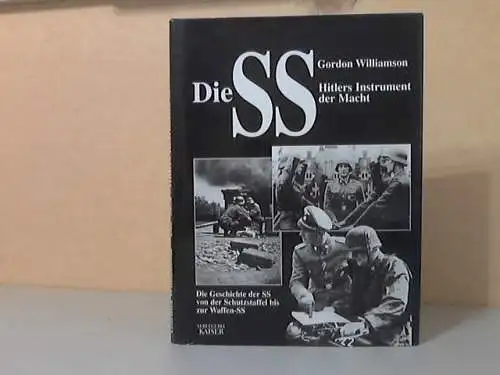 Gordon Williamson
Die SS
Hitlers Instrument
der Macht
Die Geschichte der SS
von der Schutzstaffel bis
zur Waffen-SS
KAISER